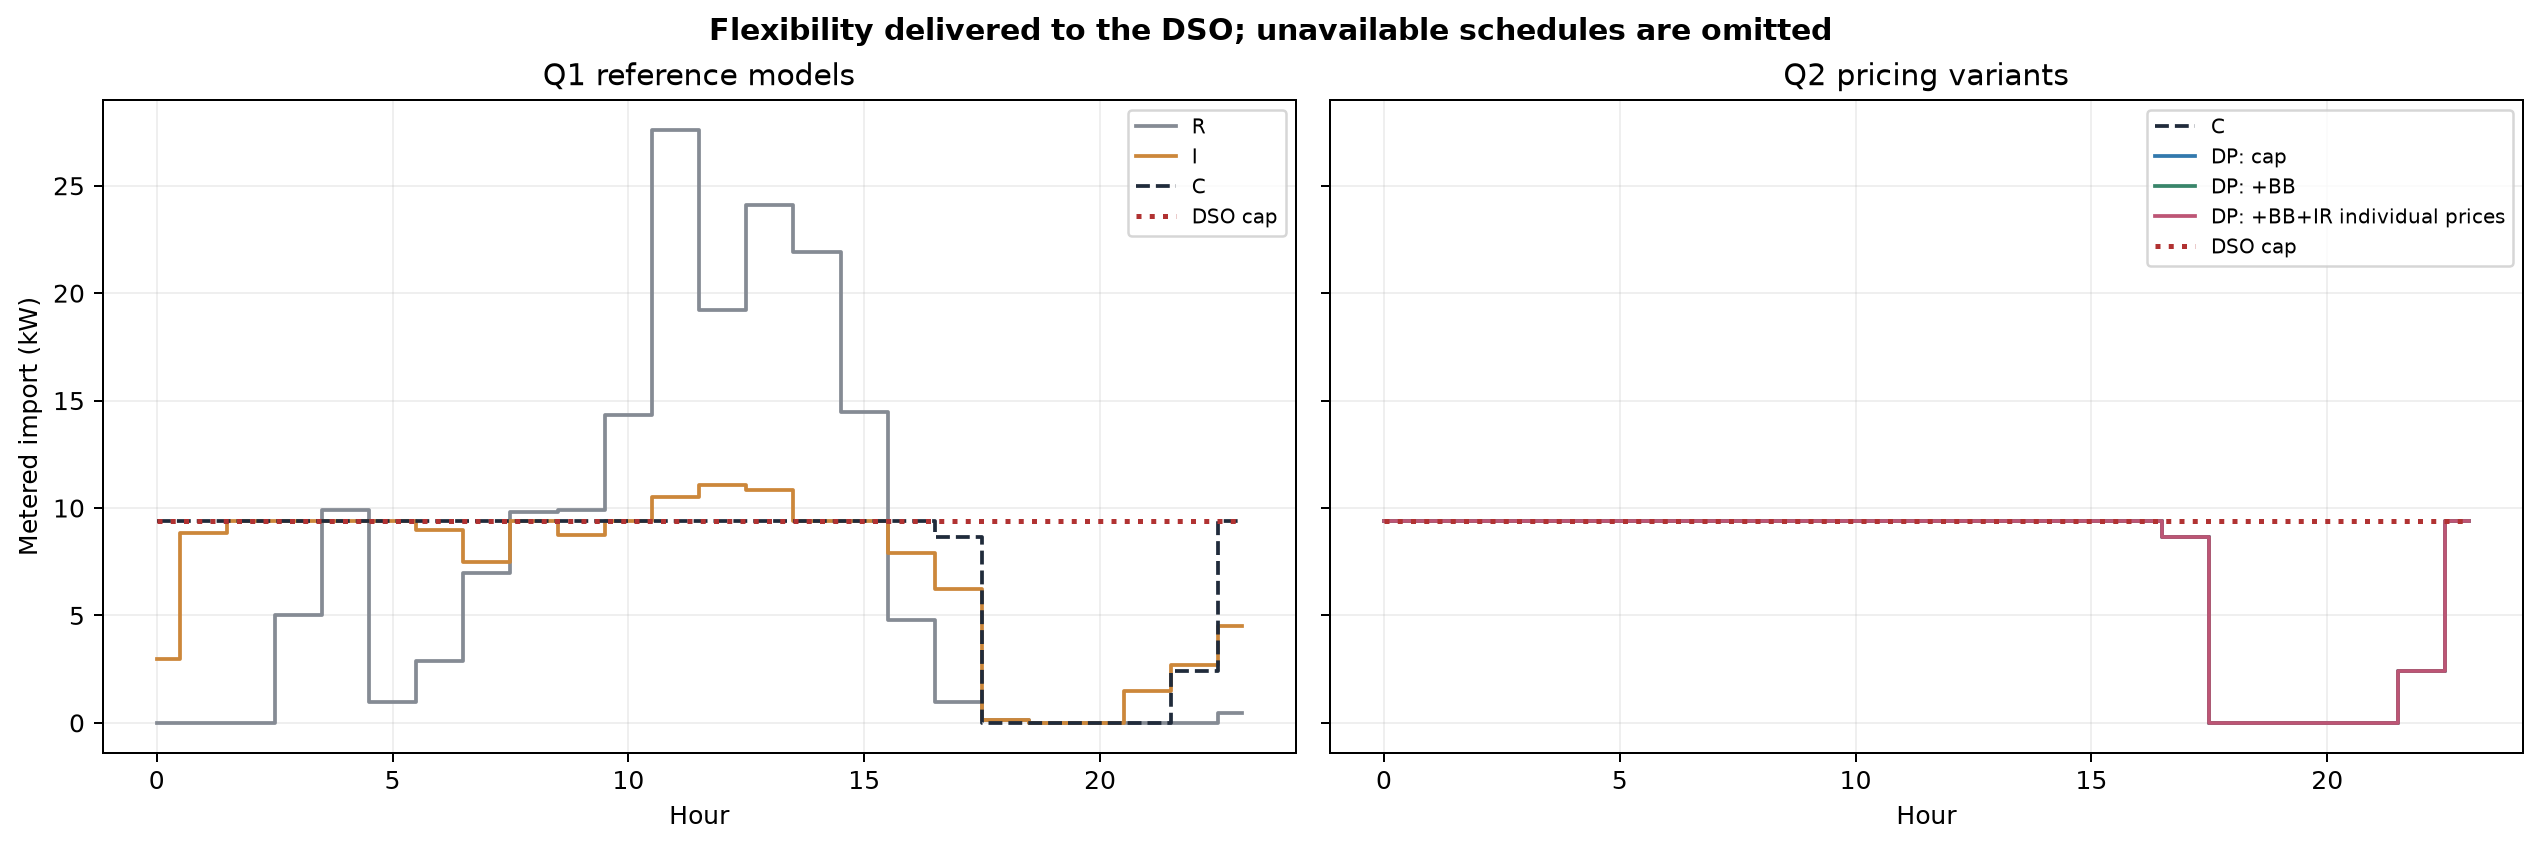 Flexibility delivered to the DSO; unavailable schedules are omitted
Q1 reference models
Metered import (kW)
25
20
15
10
5
0
R
I
C
DSO cap
0 5 10 15 20
Hour
Q2 pricing variants
C
DP: cap
DP: +BB
DP: +BB+IR individual prices
DSO cap
0 5 10 15 20
Hour